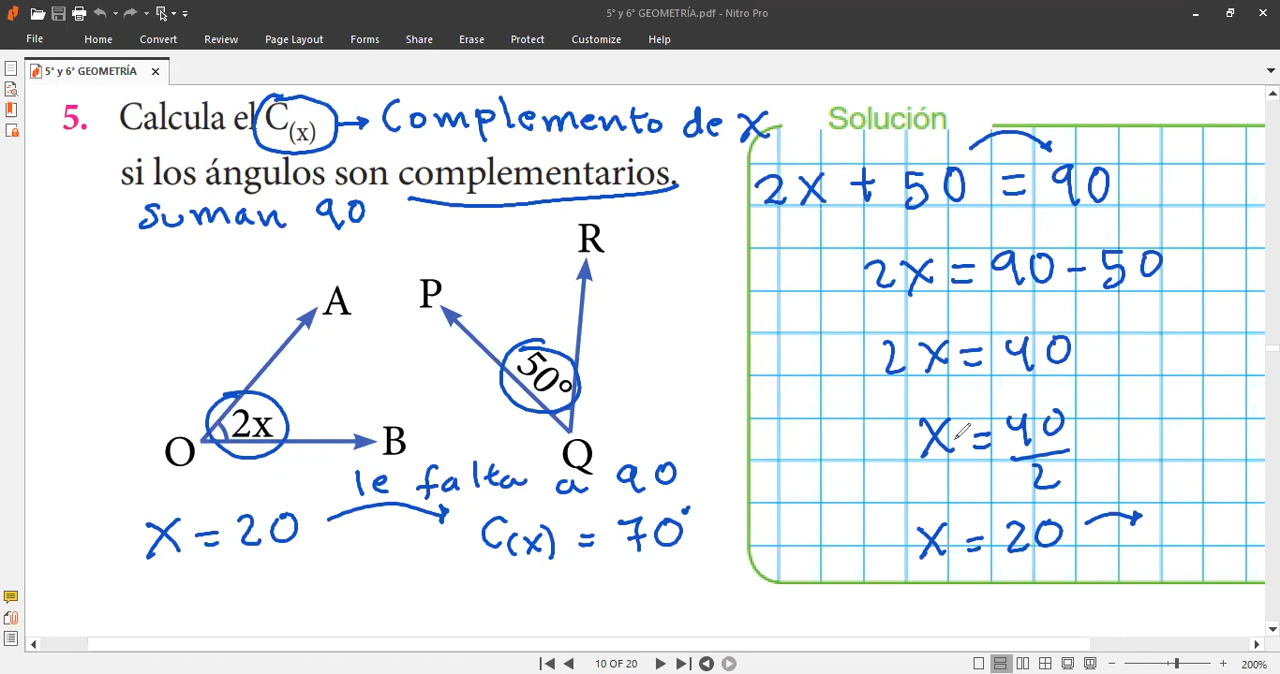 5° y 6° GEOMETRÍA.pdf - Nitro Pro
File Home Convert Review Page Layout Forms Share Erase Protect Customize Help
5° y 6° GEOMETRÍA
5. Calcula el C(x) → Complemento de x
si los ángulos son complementarios.
suman 90
A
O
2x
B
P
R
50°
Q
le falta a 90
x = 20
C(x) = 70°
Solución
2x + 50 = 90
2x = 90 - 50
2x = 40
x = 40/2
x = 20
10 OF 20
200%